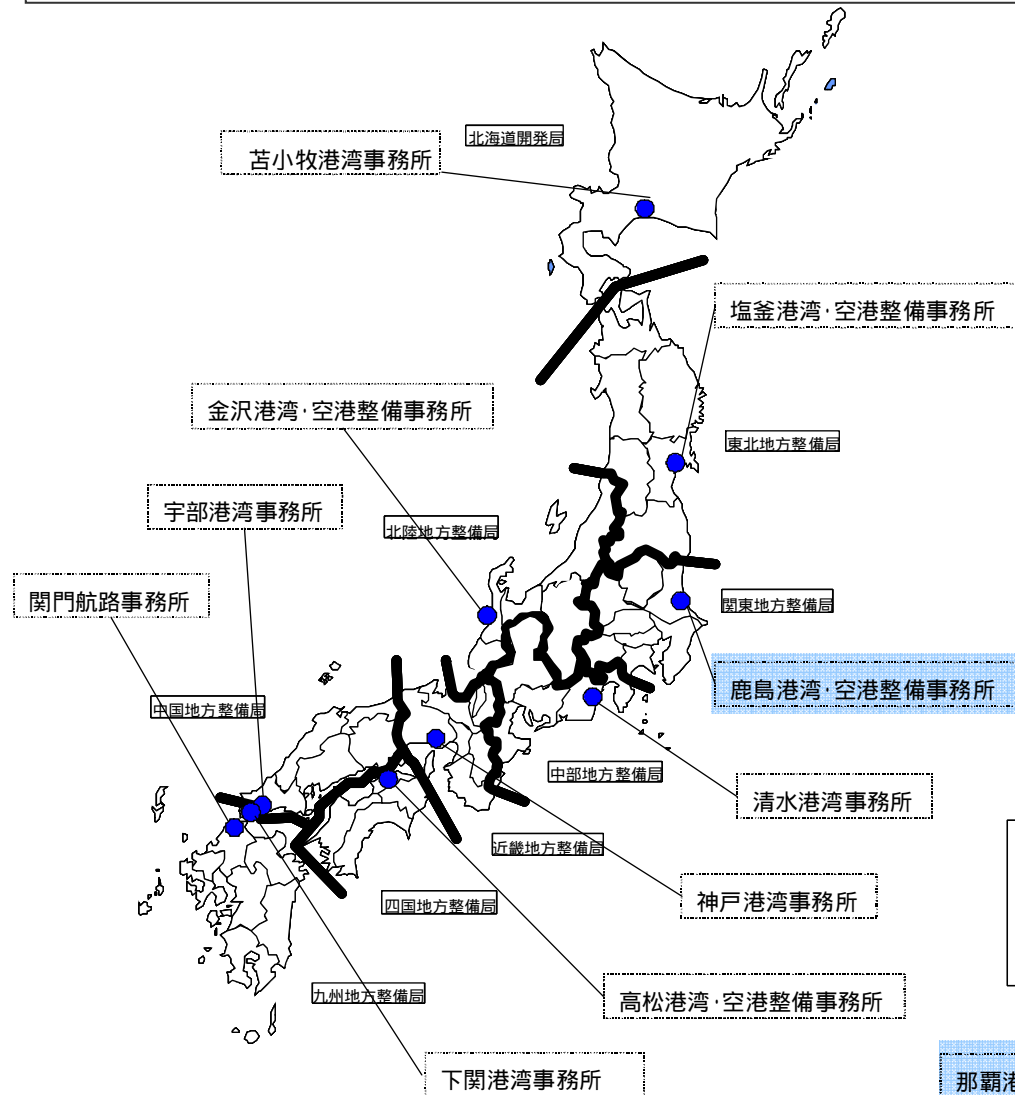 北海道開発局
苫小牧港湾事務所
塩釜港湾・空港整備事務所
金沢港湾・空港整備事務所
東北地方整備局
宇部港湾事務所
北陸地方整備局
関門航路事務所
関東地方整備局
鹿島港湾・空港整備事務所
中国地方整備局
中部地方整備局
清水港湾事務所
近畿地方整備局
神戸港湾事務所
四国地方整備局
九州地方整備局
高松港湾・空港整備事務所
下関港湾事務所
那覇港